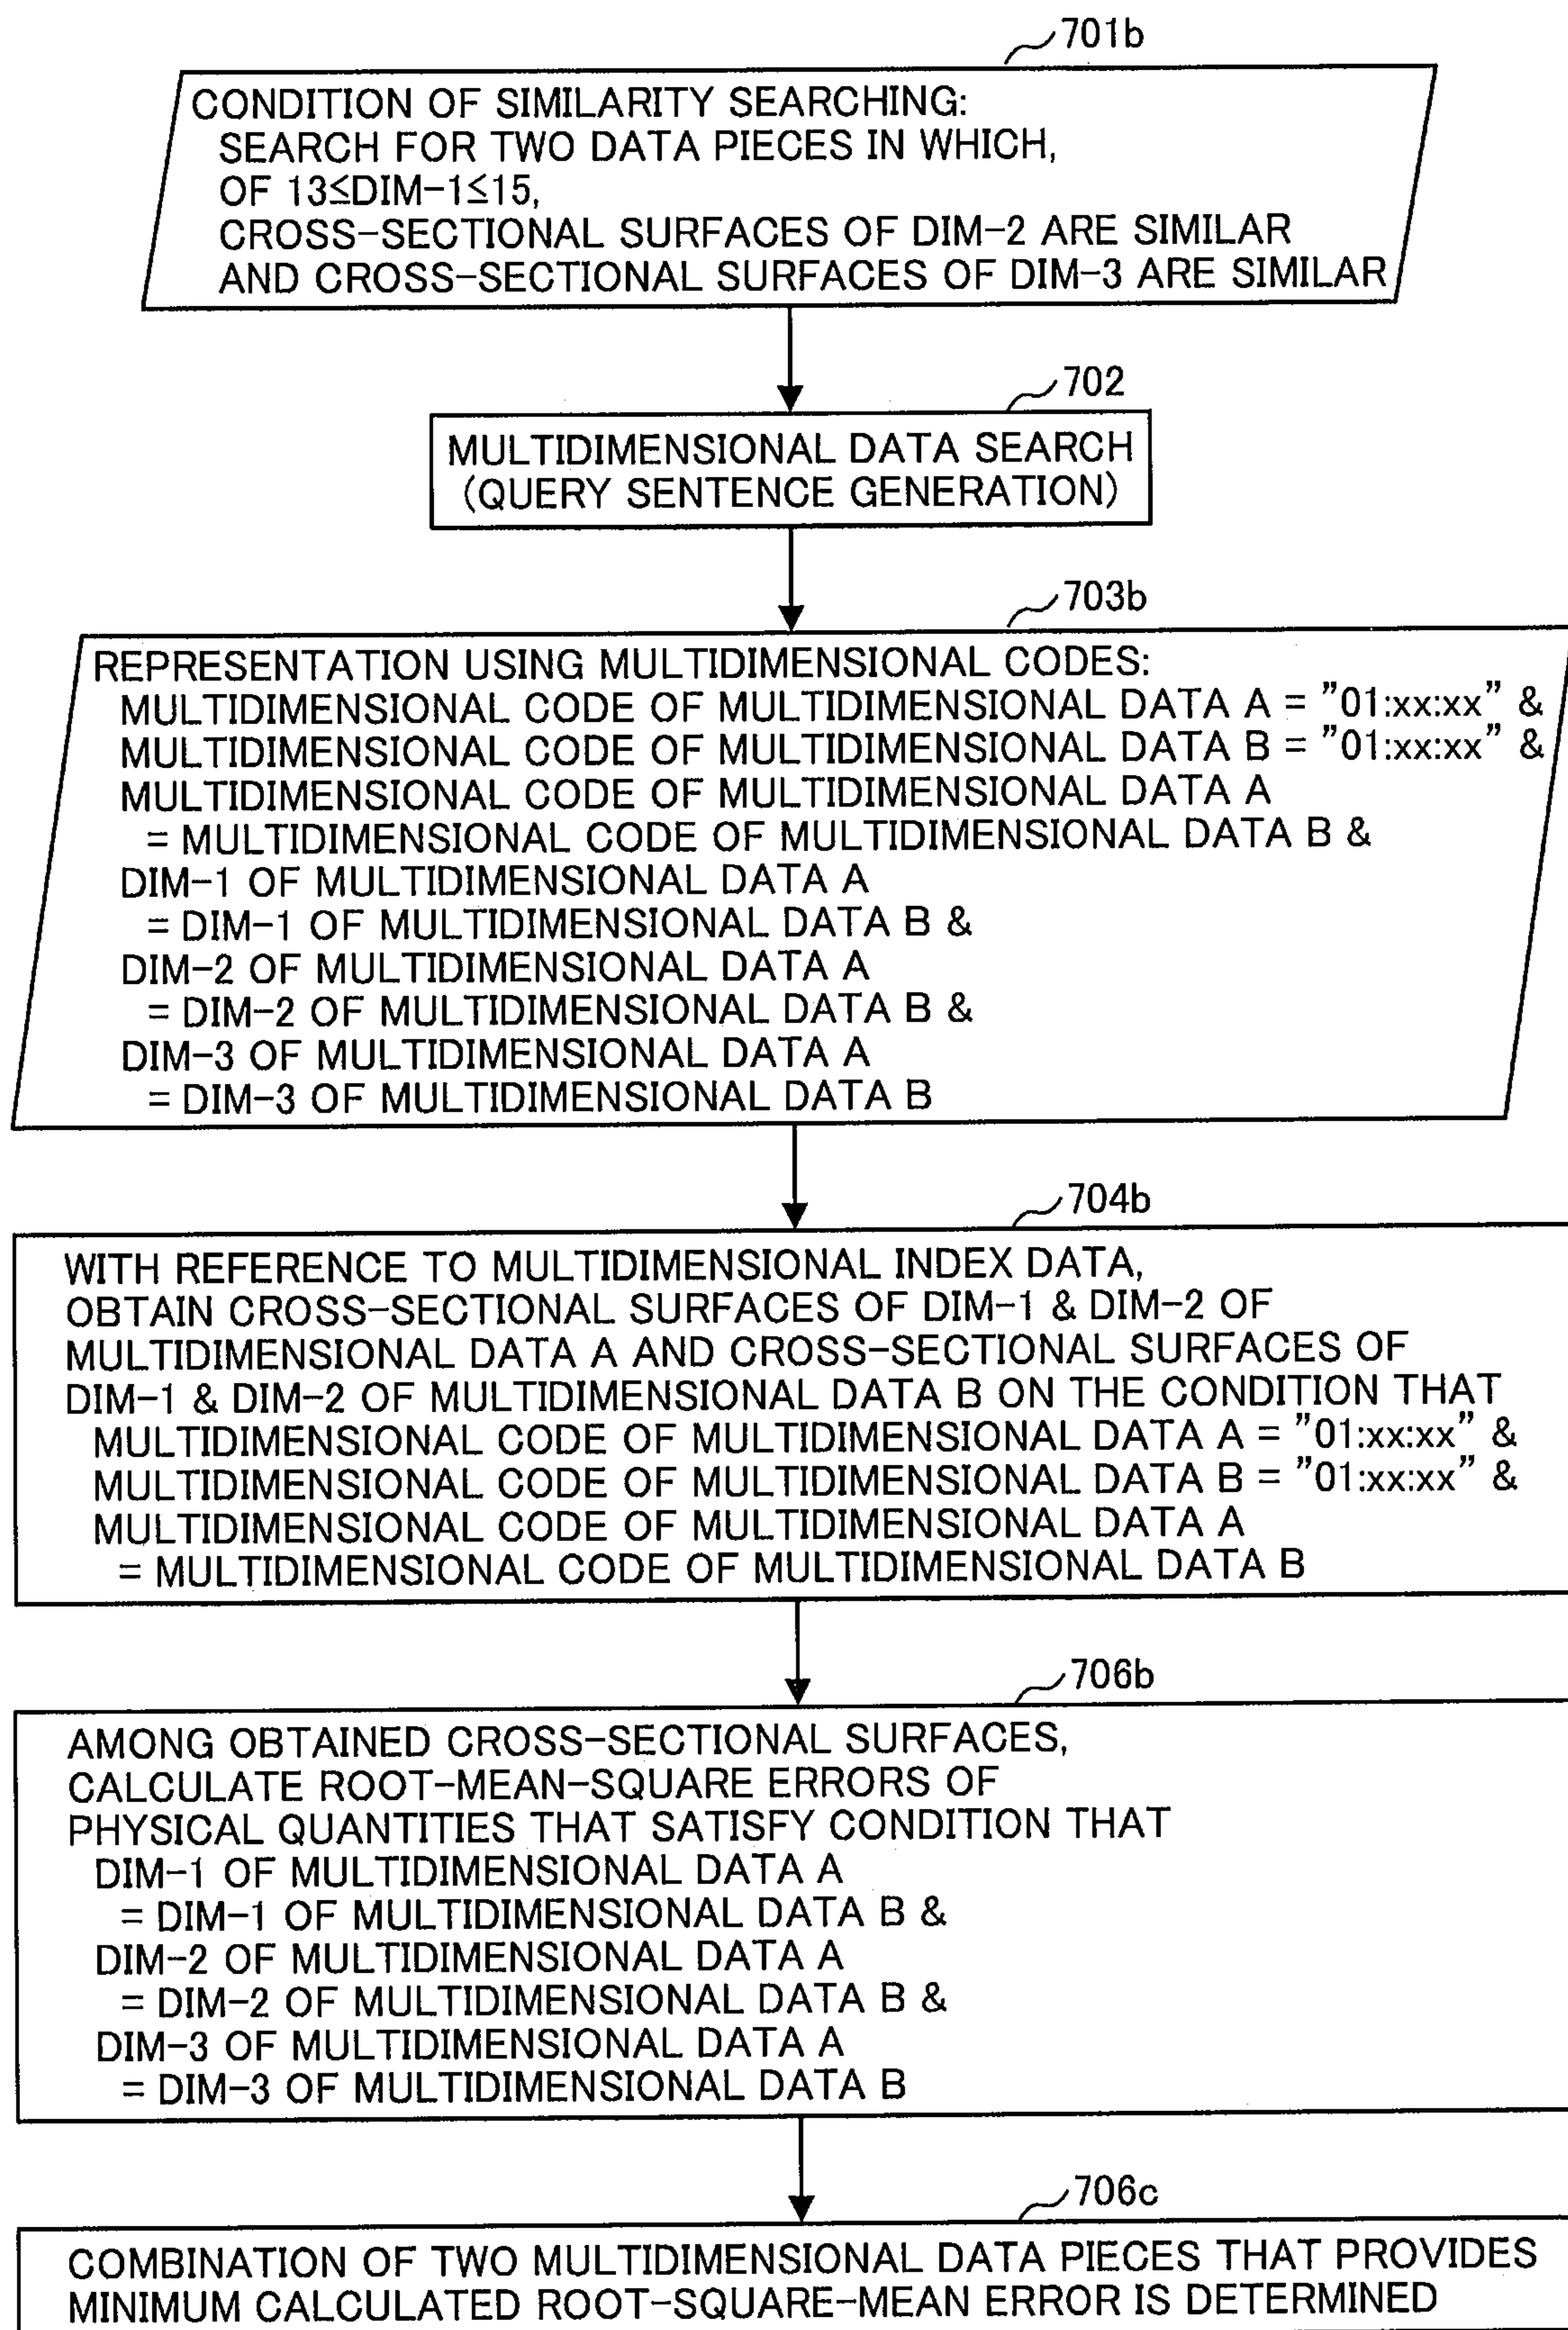 701b
CONDITION OF SIMILARITY SEARCHING:
SEARCH FOR TWO DATA PIECES IN WHICH,
OF 13≤DIM-1≤15,
CROSS-SECTIONAL SURFACES OF DIM-2 ARE SIMILAR
AND CROSS-SECTIONAL SURFACES OF DIM-3 ARE SIMILAR
702
MULTIDIMENSIONAL DATA SEARCH
(QUERY SENTENCE GENERATION)
703b
REPRESENTATION USING MULTIDIMENSIONAL CODES:
MULTIDIMENSIONAL CODE OF MULTIDIMENSIONAL DATA A = "01:xx:xx" &
MULTIDIMENSIONAL CODE OF MULTIDIMENSIONAL DATA B = "01:xx:xx" &
MULTIDIMENSIONAL CODE OF MULTIDIMENSIONAL DATA A
= MULTIDIMENSIONAL CODE OF MULTIDIMENSIONAL DATA B &
DIM-1 OF MULTIDIMENSIONAL DATA A
= DIM-1 OF MULTIDIMENSIONAL DATA B &
DIM-2 OF MULTIDIMENSIONAL DATA A
= DIM-2 OF MULTIDIMENSIONAL DATA B &
DIM-3 OF MULTIDIMENSIONAL DATA A
= DIM-3 OF MULTIDIMENSIONAL DATA B
704b
WITH REFERENCE TO MULTIDIMENSIONAL INDEX DATA,
OBTAIN CROSS-SECTIONAL SURFACES OF DIM-1 & DIM-2 OF
MULTIDIMENSIONAL DATA A AND CROSS-SECTIONAL SURFACES OF
DIM-1 & DIM-2 OF MULTIDIMENSIONAL DATA B ON THE CONDITION THAT
MULTIDIMENSIONAL CODE OF MULTIDIMENSIONAL DATA A = "01:xx:xx" &
MULTIDIMENSIONAL CODE OF MULTIDIMENSIONAL DATA B = "01:xx:xx" &
MULTIDIMENSIONAL CODE OF MULTIDIMENSIONAL DATA A
= MULTIDIMENSIONAL CODE OF MULTIDIMENSIONAL DATA B
706b
AMONG OBTAINED CROSS-SECTIONAL SURFACES,
CALCULATE ROOT-MEAN-SQUARE ERRORS OF
PHYSICAL QUANTITIES THAT SATISFY CONDITION THAT
DIM-1 OF MULTIDIMENSIONAL DATA A
= DIM-1 OF MULTIDIMENSIONAL DATA B &
DIM-2 OF MULTIDIMENSIONAL DATA A
= DIM-2 OF MULTIDIMENSIONAL DATA B &
DIM-3 OF MULTIDIMENSIONAL DATA A
= DIM-3 OF MULTIDIMENSIONAL DATA B
706c
COMBINATION OF TWO MULTIDIMENSIONAL DATA PIECES THAT PROVIDES
MINIMUM CALCULATED ROOT-SQUARE-MEAN ERROR IS DETERMINED